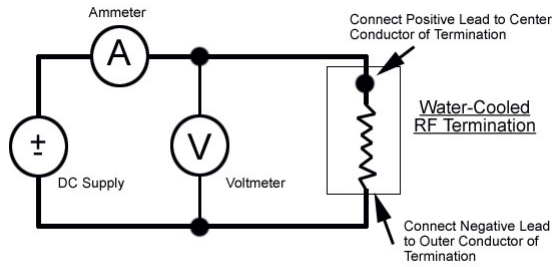 Ammeter
A
Connect Positive Lead to Center
Conductor of Termination
Water-Cooled
RF Termination
±
V
DC Supply
Voltmeter
Connect Negative Lead
to Outer Conductor of
Termination